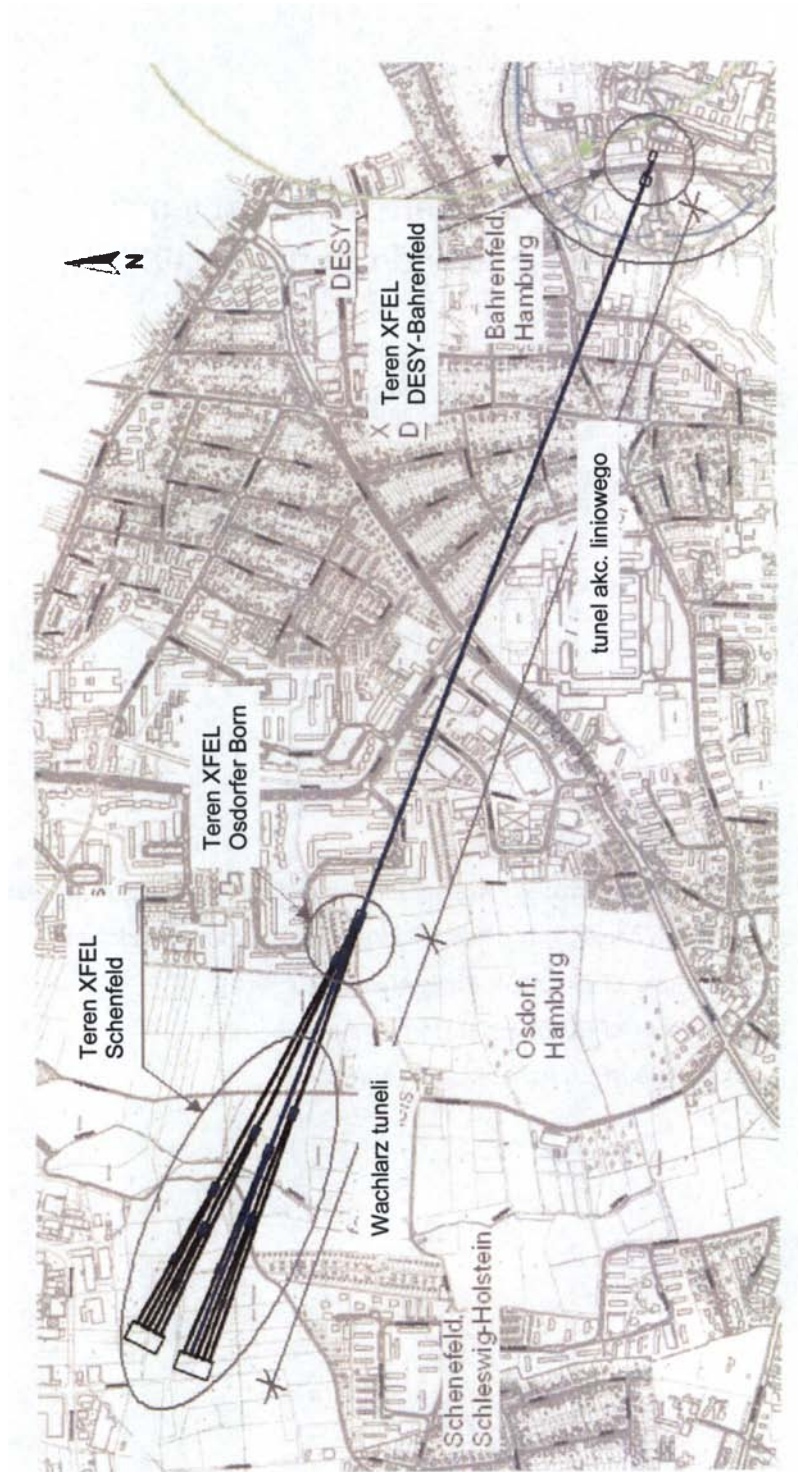 N
DESY
Teren XFEL
DESY-Bahrenfeld
X
D
Bahrenfeld,
Hamburg
Teren XFEL
Osdorfer Born
tunel akc. liniowego
Teren XFEL
Schenfeld
Osdorf,
Hamburg
Wachlarz tuneli
Schenefeld,
Schleswig-Holstein